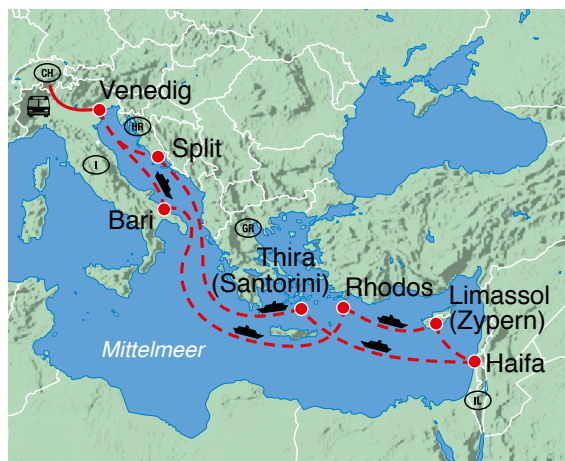 CH
Venedig
HR
Split
I
Bari
GR
Thira
(Santorini)
Rhodos
Limassol
(Zypern)
Mittelmeer
Haifa
IL